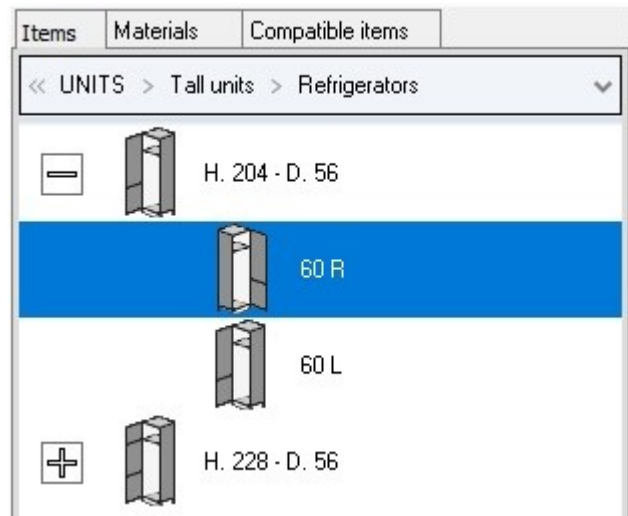 Items Materials Compatible items
« UNITS > Tall units > Refrigerators
H. 204 - D. 56
60 R
60 L
H. 228 - D. 56